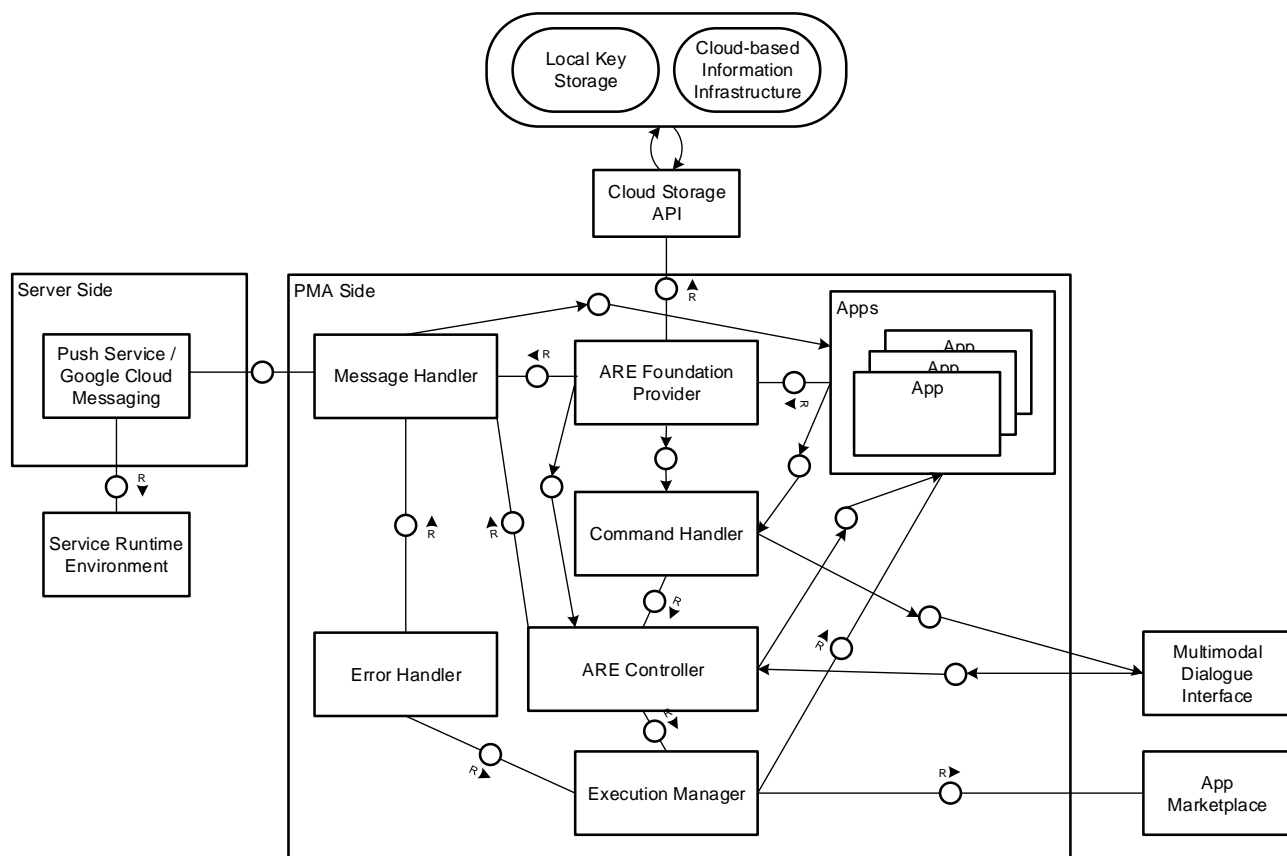 Local Key
Storage
Cloud-based
Information
Infrastructure
Cloud Storage
API
Server Side
PMA Side
R
Apps
Push Service /
Google Cloud
Messaging
Message Handler
R
ARE Foundation
Provider
R
App
App
App
R
Service Runtime
Environment
R
R
Command Handler
R
Error Handler
ARE Controller
R
Multimodal
Dialogue
Interface
R
R
Execution Manager
R
App
Marketplace